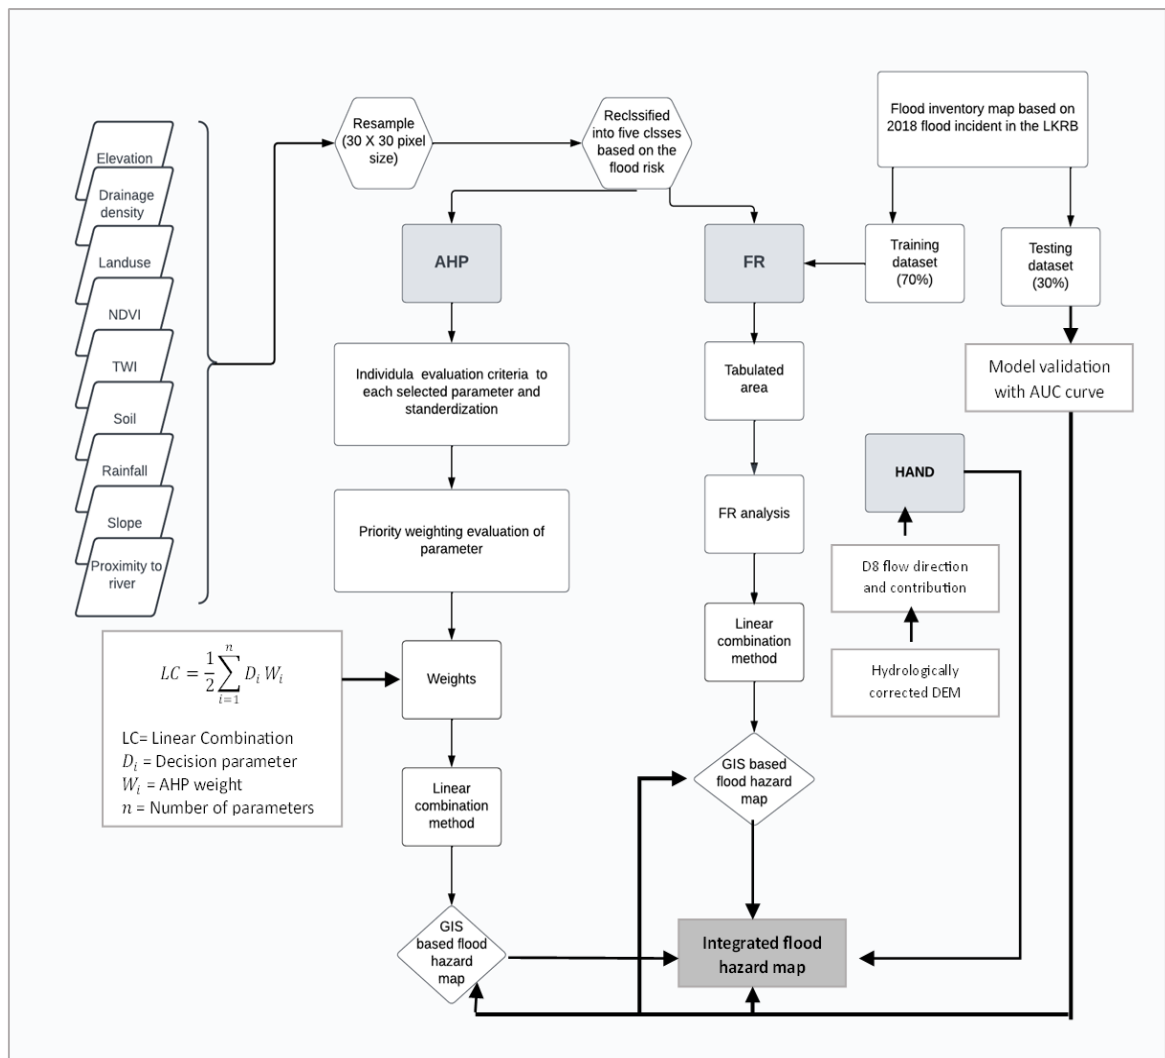 Elevation
Drainage
density
Landuse
NDVI
TWI
Soil
Rainfall
Slope
Proximity to
river
Resample
(30 X 30 pixel
size)
Reclssified
into five clsses
based on the
flood risk
Flood inventory map based on
2018 flood incident in the LKRB
AHP
FR
Training
dataset
(70%)
Testing
dataset
(30%)
Individula evaluation criteria to
each selected parameter and
standerdization
Tabulated
area
Model validation
with AUC curve
HAND
Priority weighting evaluation of
parameter
FR analysis
D8 flow direction
and contribution
Hydrologically
corrected DEM
LC = 1/2 ∑_{i=1}^{n} D_i W_i
LC= Linear Combination
D_i = Decision parameter
W_i = AHP weight
n = Number of parameters
Weights
Linear
combination
method
Linear
combination
method
GIS based
flood hazard
map
GIS
based flood
hazard
map
Integrated flood
hazard map